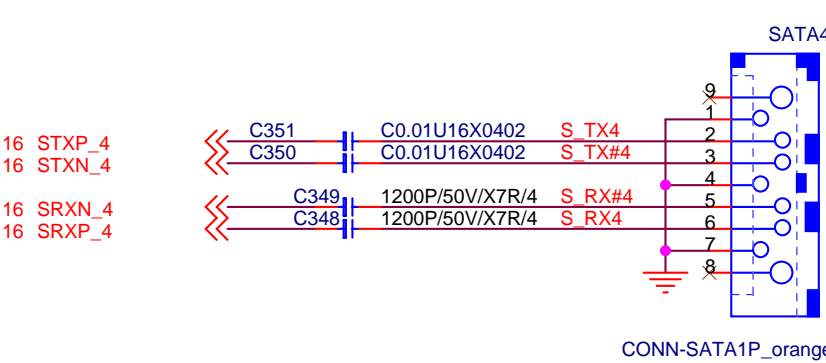 SATA4
9
1
C351 C0.01U16X0402 S_TX4 2
16 STXP_4
C350 C0.01U16X0402 S_TX#4 3
16 STXN_4
4
C349 1200P/50V/X7R/4 S_RX#4 5
16 SRXN_4
C348 1200P/50V/X7R/4 S_RX4 6
16 SRXP_4
7
8
CONN-SATA1P_orange